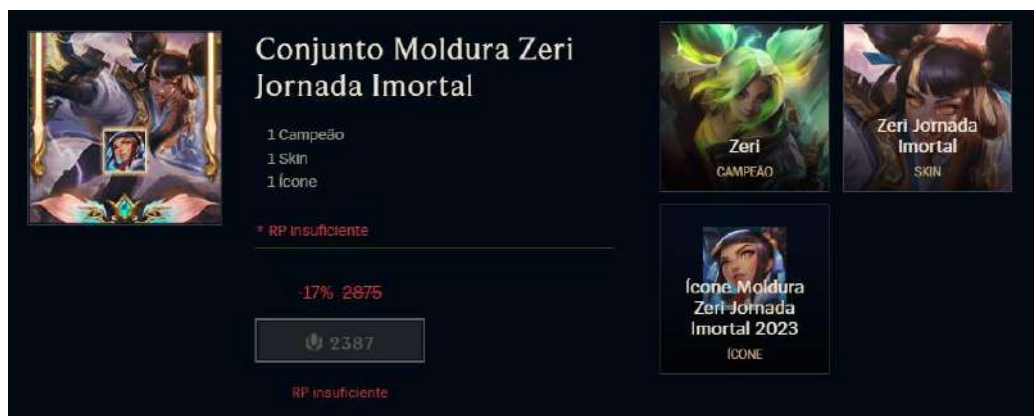 Conjunto Moldura Zeri
Jornada Imortal
1 Campeão
1 Skin
1 Ícone
* RP insuficiente
-17% 2875
2387
RP insuficiente
Zeri
CAMPEÃO
Zeri Jornada
Imortal
SKIN
Ícone Moldura
Zeri Jornada
Imortal 2023
ÍCONE